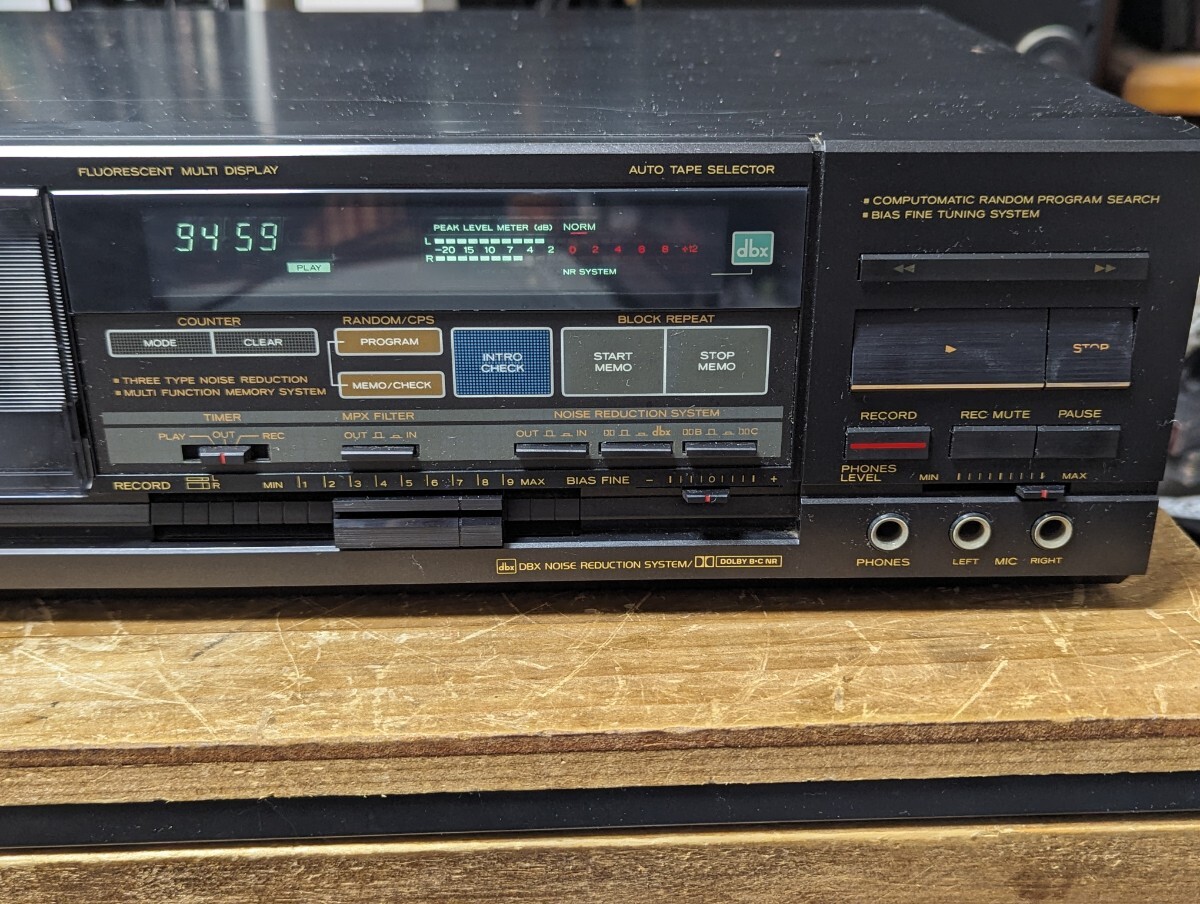 FLUORESCENT MULTI DISPLAY
AUTO TAPE SELECTOR
94 59
PLAY
PEAK LEVEL METER (dB) NORM
L
-20 15 10 7 4 2 0 2 4 6 8 +12
R
NR SYSTEM
dbx
COUNTER
MODE CLEAR
THREE TYPE NOISE REDUCTION
MULTI FUNCTION MEMORY SYSTEM
RANDOM/CPS
PROGRAM
MEMO/CHECK
INTRO
CHECK
BLOCK REPEAT
START
MEMO
STOP
MEMO
TIMER
PLAY OUT REC
MPX FILTER
OUT IN
NOISE REDUCTION SYSTEM
OUT IN dbx B C
RECORD L
R
MIN 1 2 3 4 5 6 7 8 9 MAX
BIAS FINE - 0 +
dbx DBX NOISE REDUCTION SYSTEM/ DOLBY B·C NR
COMPUTOMATIC RANDOM PROGRAM SEARCH
BIAS FINE TUNING SYSTEM
STOP
RECORD
REC MUTE
PAUSE
PHONES
LEVEL
MIN
MAX
PHONES
LEFT MIC RIGHT